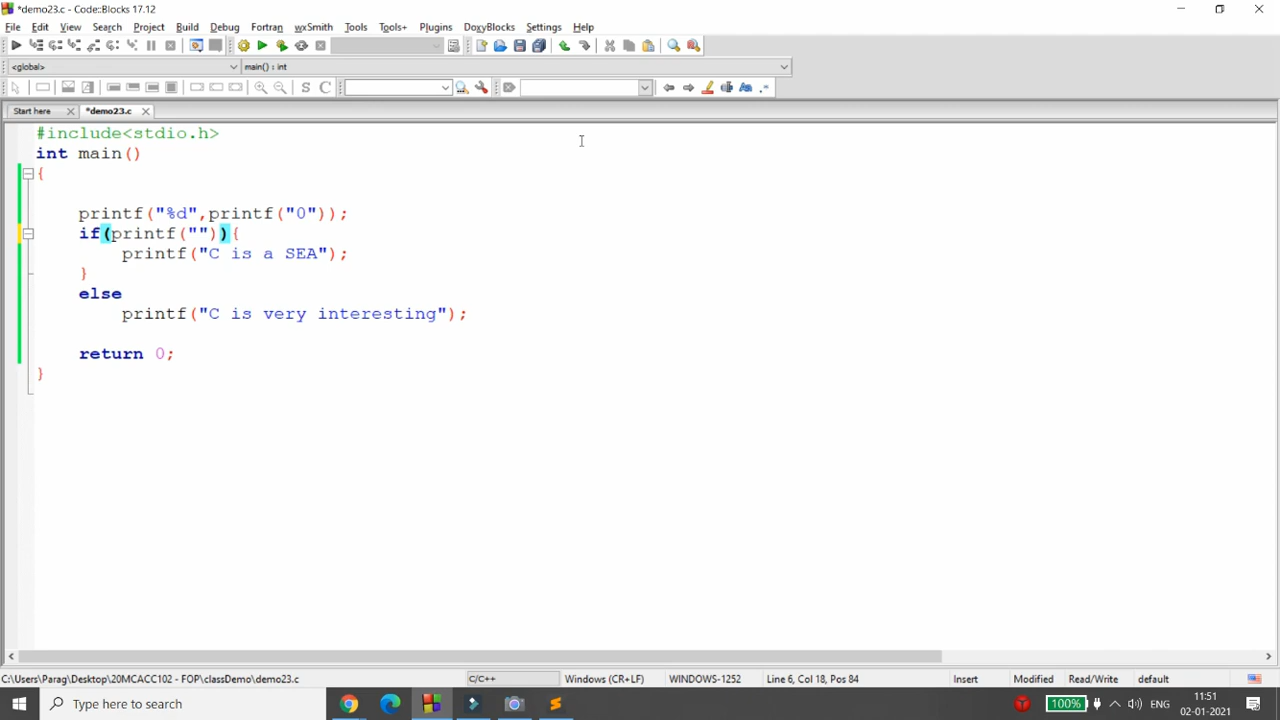 *demo23.c - Code::Blocks 17.12
File Edit View Search Project Build Debug Fortran wxSmith Tools Tools+ Plugins DoxyBlocks Settings Help
<global> main() : int
S C
Start here *demo23.c
#include<stdio.h>
int main()
{
printf("%d",printf("0"));
if(printf("")){
printf("C is a SEA");
}
else
printf("C is very interesting");
return 0;
}
C:\Users\Parag\Desktop\20MCACC102 - FOP\classDemo\demo23.c C/C++ Windows (CR+LF) WINDOWS-1252 Line 6, Col 18, Pos 84 Insert Modified Read/Write default
Type here to search 100% ENG 11:51
02-01-2021